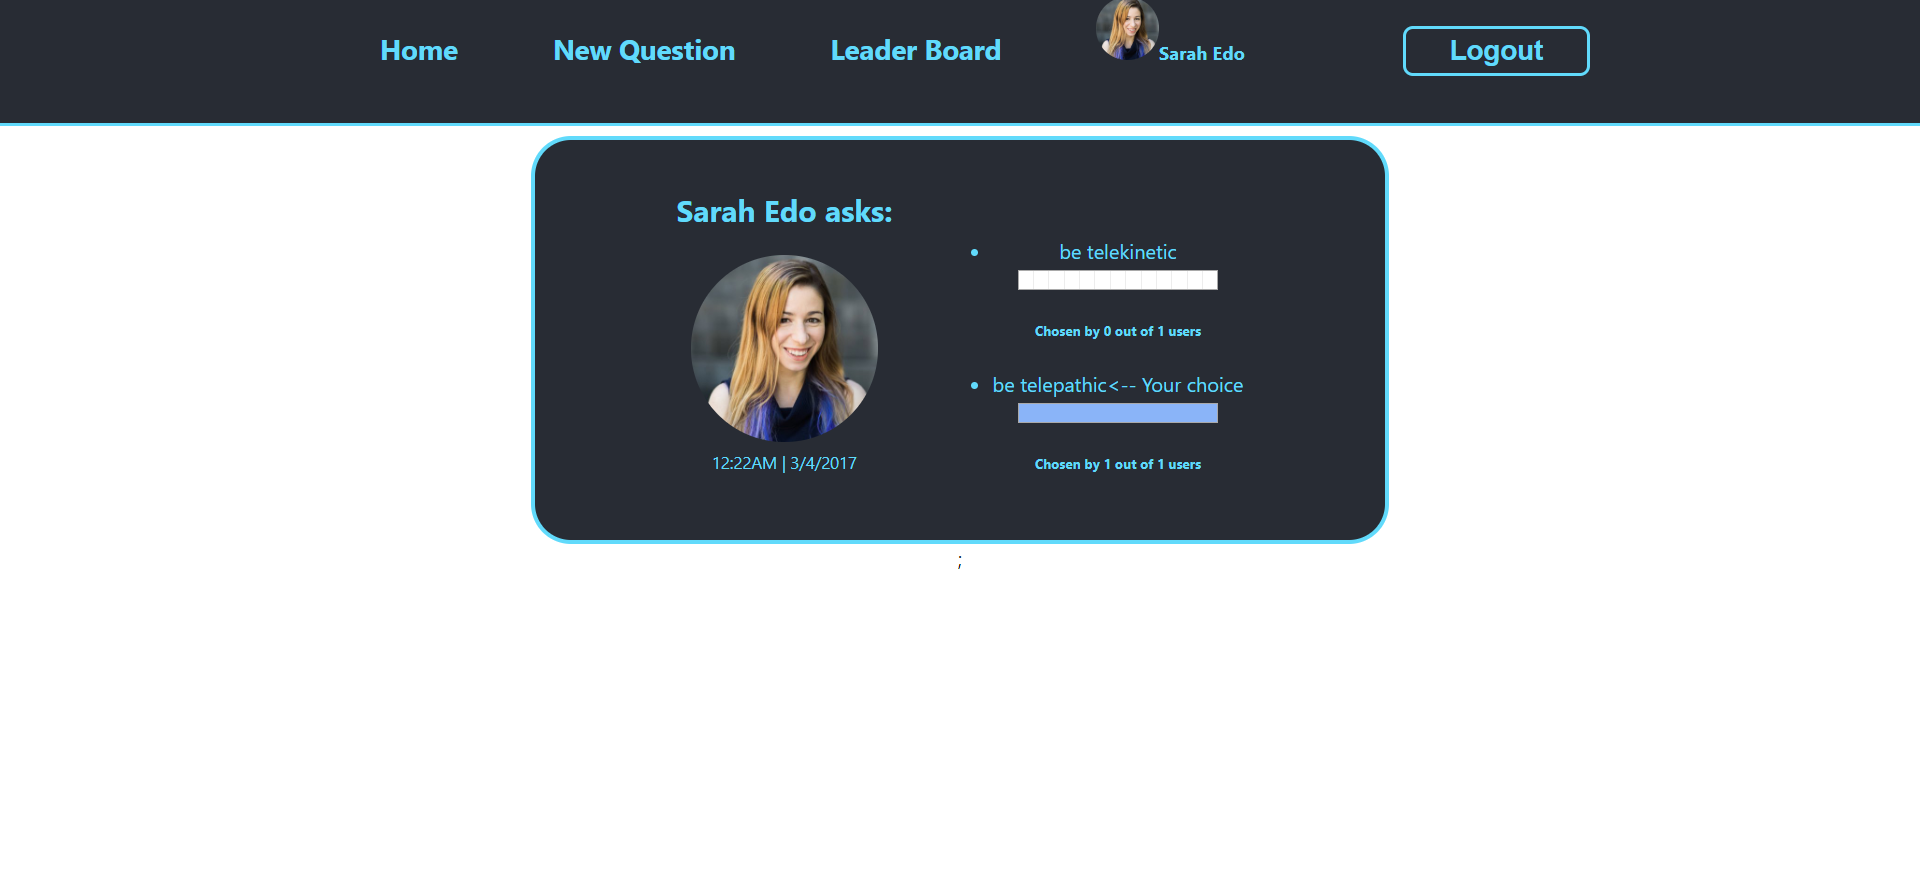 Home New Question Leader Board Sarah Edo Logout
Sarah Edo asks:
be telekinetic
Chosen by 0 out of 1 users
be telepathic<-- Your choice
Chosen by 1 out of 1 users
12:22AM | 3/4/2017
;